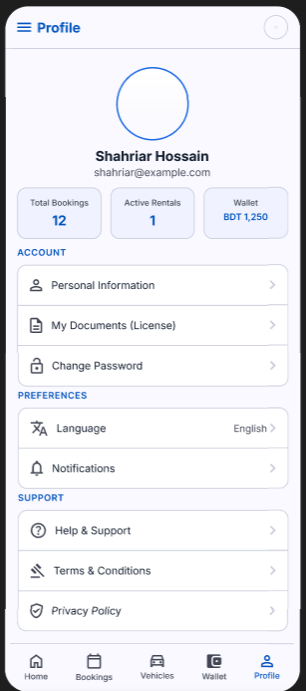 Profile
Shahriar Hossain
shahriar@example.com
Total Bookings
12
Active Rentals
1
Wallet
BDT 1,250
ACCOUNT
Personal Information
My Documents (License)
Change Password
PREFERENCES
Language English
Notifications
SUPPORT
Help & Support
Terms & Conditions
Privacy Policy
Home Bookings Vehicles Wallet Profile